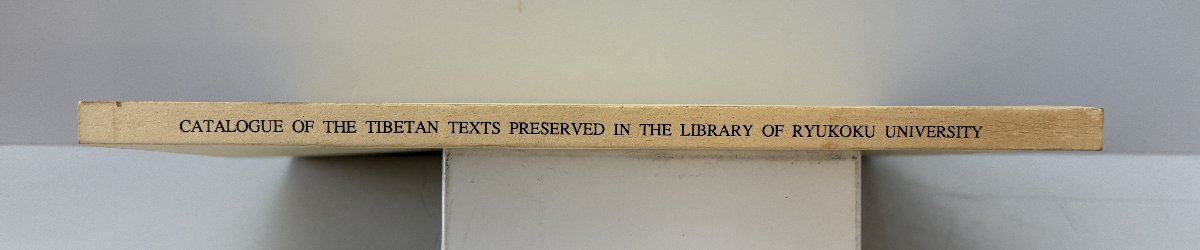 CATALOGUE OF THE TIBETAN TEXTS PRESERVED IN THE LIBRARY OF RYUKOKU UNIVERSITY